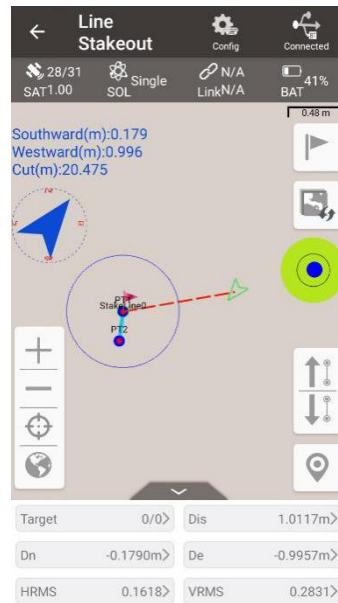 Line
Stakeout
Config
Connected
28/31
SAT1.00
Single
SOL
N/A
LinkN/A
41%
BAT
0.48 m
Southward(m):0.179
Westward(m):0.996
Cut(m):20.475
PT1
StakeLine0
PT2
Target 0/0> Dis 1.0117m>
Dn -0.1790m> De -0.9957m>
HRMS 0.1618> VRMS 0.2831>